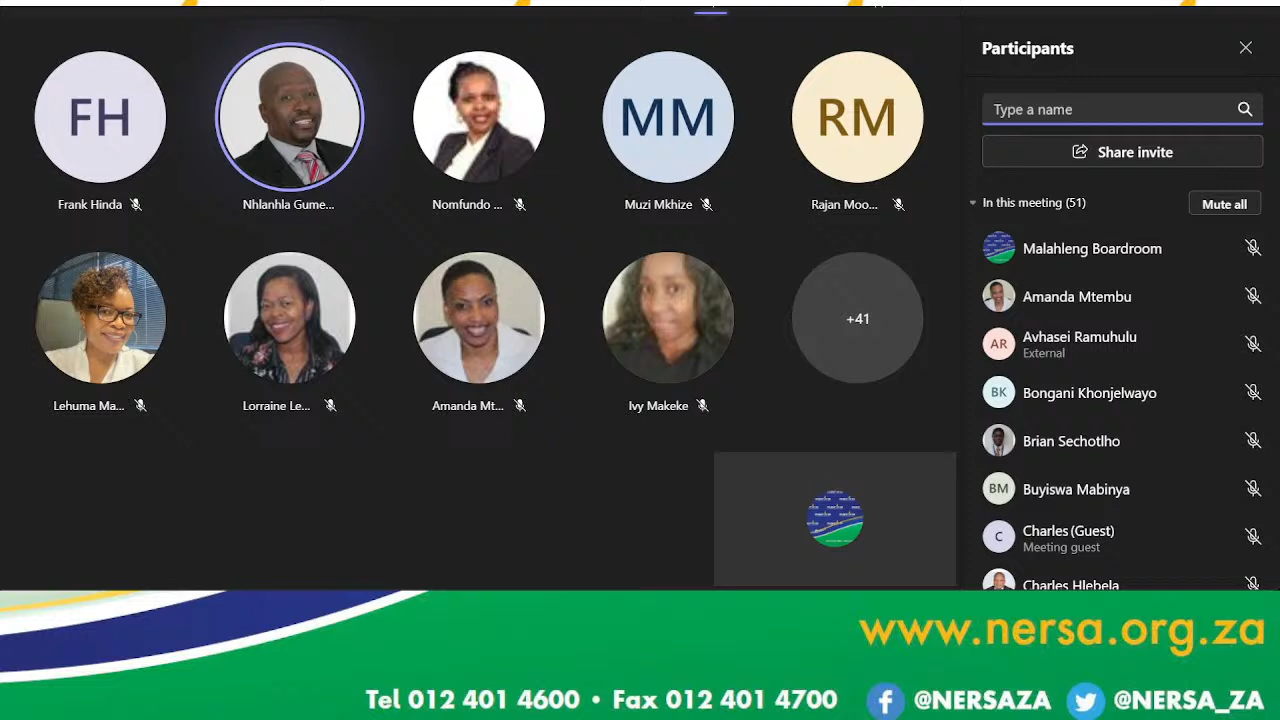 FH
MM
RM
Frank Hinda
Nhlanhla Gume...
Nomfundo ...
Muzi Mkhize
Rajan Moo...
+41
Lehuma Ma...
Lorraine Le...
Amanda Mt...
Ivy Makeke
Participants
Type a name
Share invite
In this meeting (51)
Mute all
Malahleng Boardroom
Amanda Mtembu
AR
Avhasei Ramuhulu
External
BK
Bongani Khonjelwayo
Brian Sechotlho
BM
Buyiswa Mabinya
C
Charles (Guest)
Meeting guest
Charles Hlebela
www.nersa.org.za
Tel 012 401 4600 • Fax 012 401 4700
@NERSAZA
@NERSA_ZA